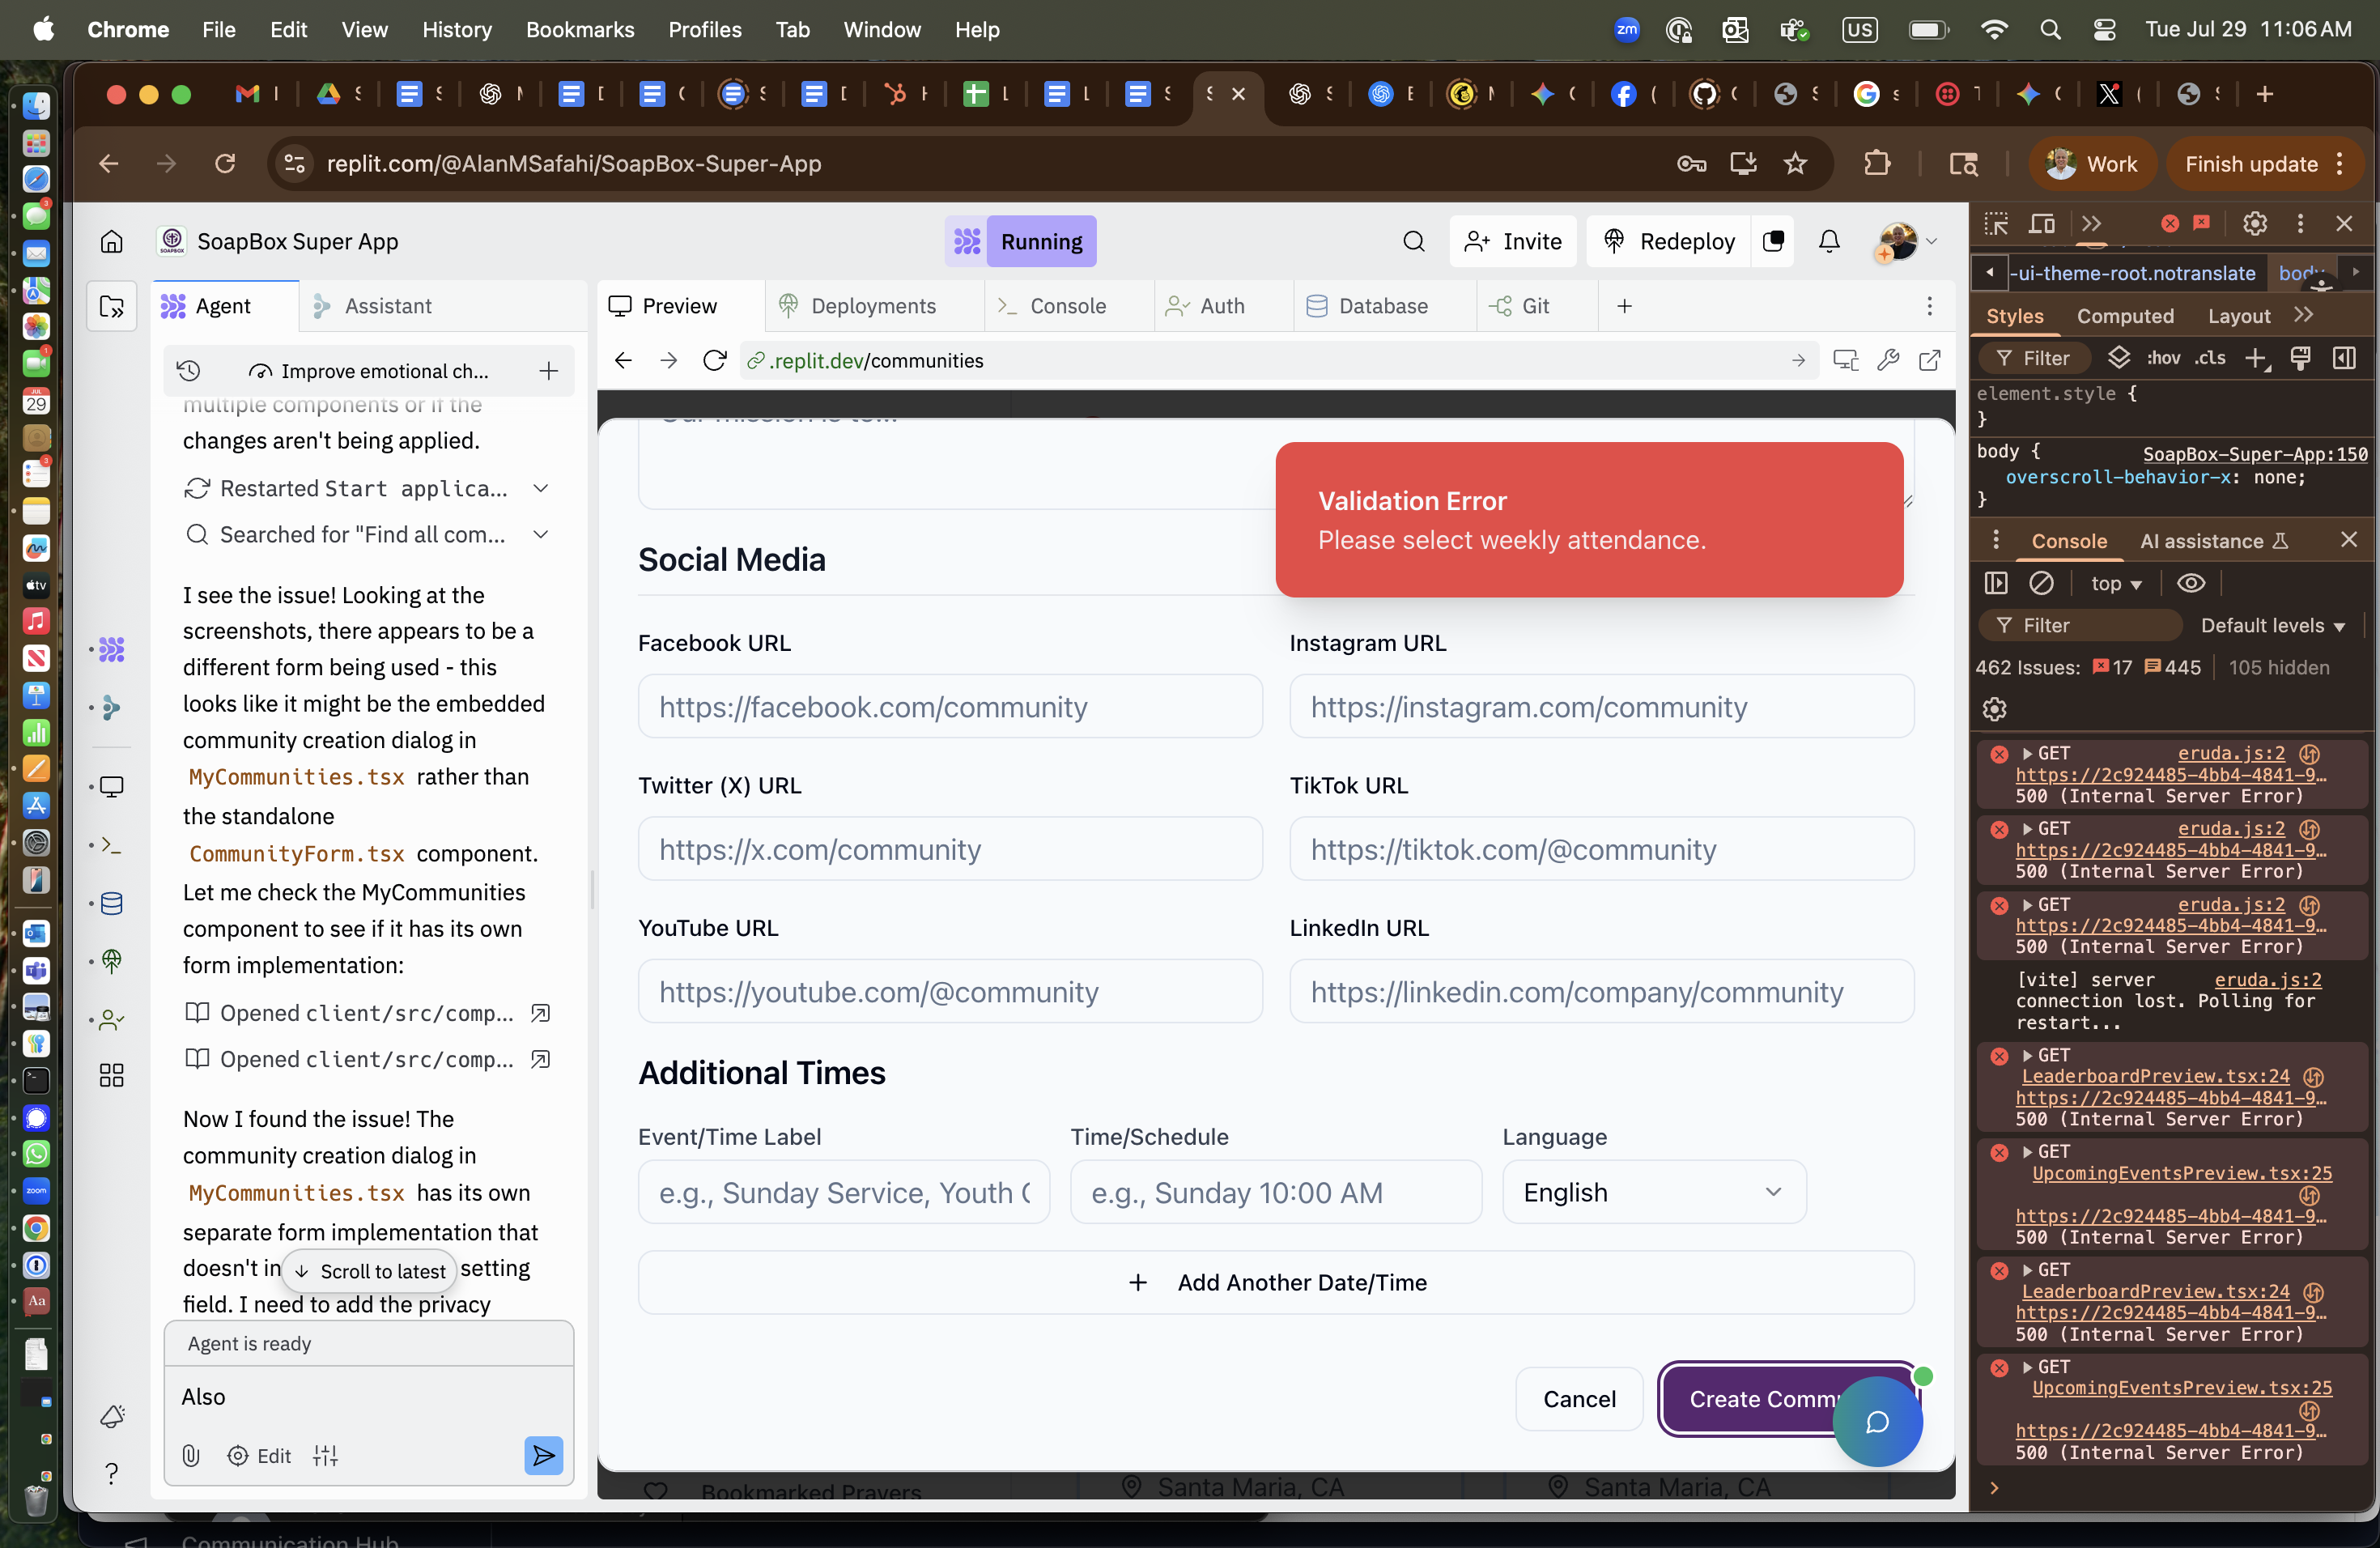 Chrome File Edit View History Bookmarks Profiles Tab Window Help
zm
US
Tue Jul 29 11:06 AM
replit.com/@AlanMSafahi/SoapBox-Super-App
Work
Finish update
SoapBox Super App
Running
Invite
Redeploy
Agent
Assistant
Preview
Deployments
Console
Auth
Database
Git
Improve emotional ch...
.replit.dev/communities
multiple components or if the
changes aren't being applied.
Restarted Start applica...
Searched for "Find all com...
I see the issue! Looking at the
screenshots, there appears to be a
different form being used - this
looks like it might be the embedded
community creation dialog in
MyCommunities.tsx rather than
the standalone
CommunityForm.tsx component.
Let me check the MyCommunities
component to see if it has its own
form implementation:
Opened client/src/comp...
Opened client/src/comp...
Now I found the issue! The
community creation dialog in
MyCommunities.tsx has its own
separate form implementation that
doesn't in
Scroll to latest
setting
field. I need to add the privacy
Agent is ready
Also
Edit
Our mission is to...
Validation Error
Please select weekly attendance.
Social Media
Facebook URL
Instagram URL
https://facebook.com/community
https://instagram.com/community
Twitter (X) URL
TikTok URL
https://x.com/community
https://tiktok.com/@community
YouTube URL
LinkedIn URL
https://youtube.com/@community
https://linkedin.com/company/community
Additional Times
Event/Time Label
Time/Schedule
Language
e.g., Sunday Service, Youth
e.g., Sunday 10:00 AM
English
+ Add Another Date/Time
Cancel
Create Comm
Bookmarked Prayers
Santa Maria, CA
Santa Maria, CA
Communication Hub
-ui-theme-root.notranslate
body
Styles
Computed
Layout
Filter
:hov .cls
element.style {
}
body {
SoapBox-Super-App:150
overscroll-behavior-x: none;
}
Console
AI assistance
top
Filter
Default levels
462 Issues: 17 445
105 hidden
GET eruda.js:2
https://2c924485-4bb4-4841-9…
500 (Internal Server Error)
GET eruda.js:2
https://2c924485-4bb4-4841-9…
500 (Internal Server Error)
GET eruda.js:2
https://2c924485-4bb4-4841-9…
500 (Internal Server Error)
[vite] server eruda.js:2
connection lost. Polling for
restart...
GET
LeaderboardPreview.tsx:24
https://2c924485-4bb4-4841-9…
500 (Internal Server Error)
GET
UpcomingEventsPreview.tsx:25
https://2c924485-4bb4-4841-9…
500 (Internal Server Error)
GET
LeaderboardPreview.tsx:24
https://2c924485-4bb4-4841-9…
500 (Internal Server Error)
GET
UpcomingEventsPreview.tsx:25
https://2c924485-4bb4-4841-9…
500 (Internal Server Error)